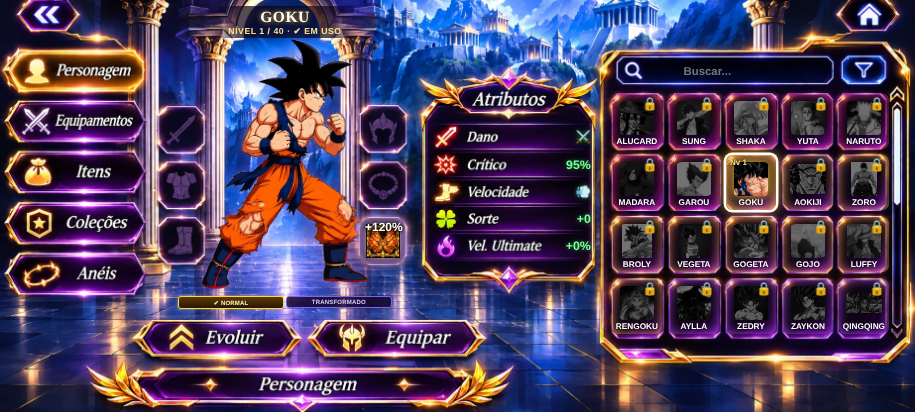 GOKU
NÍVEL 1 / 40 · ✔ EM USO
Personagem
Equipamentos
Itens
Coleções
Anéis
+120%
✔ NORMAL
TRANSFORMADO
Evoluir
Equipar
Personagem
Atributos
Dano
Crítico 95%
Velocidade
Sorte +0
Vel. Ultimate +0%
Buscar...
ALUCARD SUNG SHAKA YUTA NARUTO
Nv 1
MADARA GAROU GOKU AOKIJI ZORO
BROLY VEGETA GOGETA GOJO LUFFY
RENGOKU AYLLA ZEDRY ZAYKON QINGQING